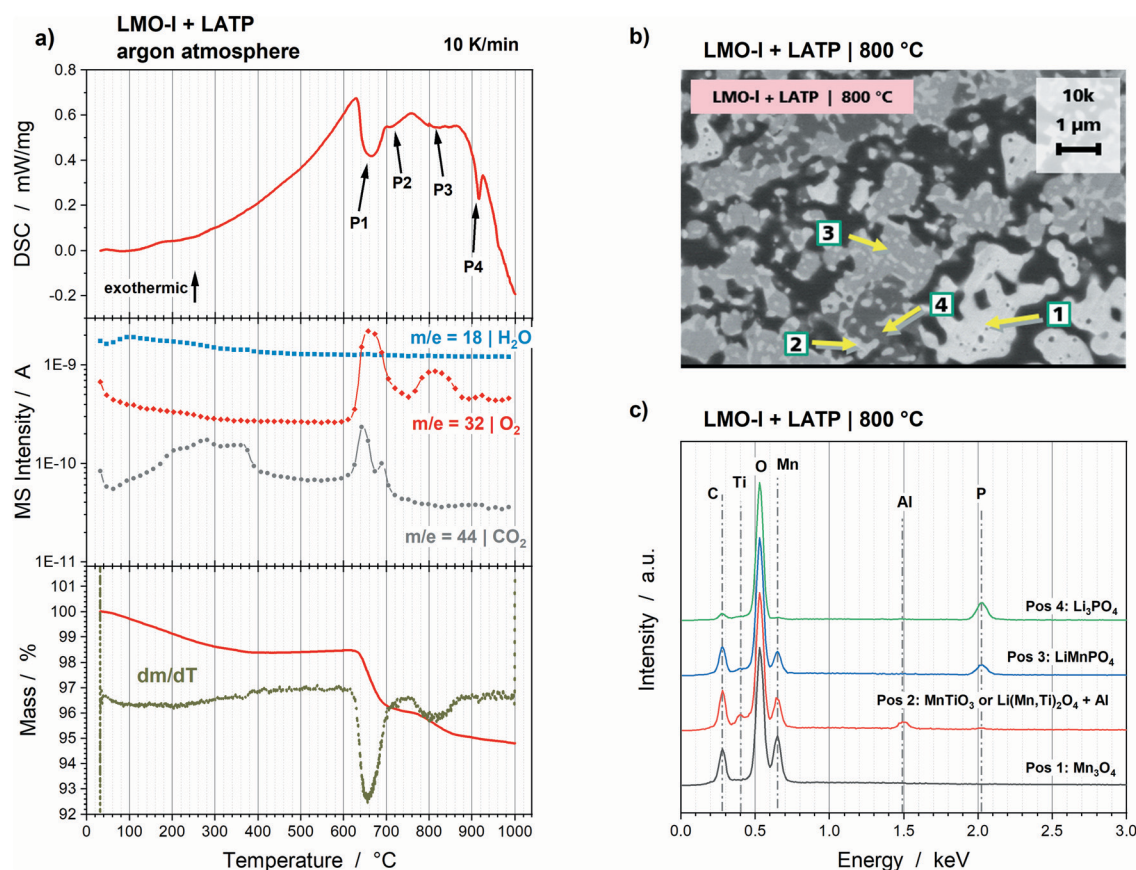 a)
LMO-I + LATP
argon atmosphere
10 K/min
0.8
0.6
0.4
0.2
0.0
-0.2
DSC / mW/mg
P1
P2
P3
P4
exothermic
1E-9
1E-10
1E-11
MS Intensity / A
m/e = 18 | H₂O
m/e = 32 | O₂
m/e = 44 | CO₂
101
100
99
98
97
96
95
94
93
92
Mass / %
dm/dT
0 100 200 300 400 500 600 700 800 900 1000
Temperature / °C
b)
LMO-I + LATP | 800 °C
LMO-I + LATP | 800 °C
10k
1 µm
3
4
2
1
c)
LMO-I + LATP | 800 °C
C
Ti
O
Mn
Al
P
Pos 4: Li₃PO₄
Pos 3: LiMnPO₄
Pos 2: MnTiO₃ or Li(Mn,Ti)₂O₄ + Al
Pos 1: Mn₃O₄
Intensity / a.u.
0.0 0.5 1.0 1.5 2.0 2.5 3.0
Energy / keV